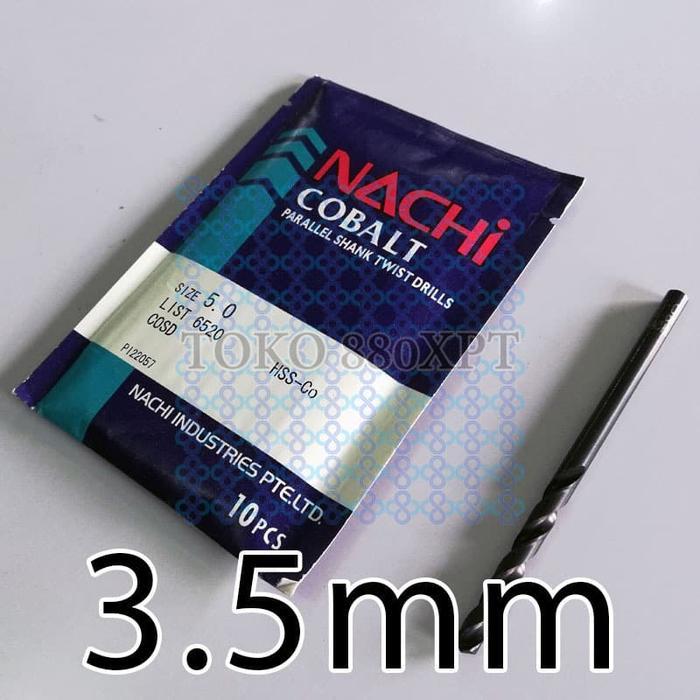 NACHi
COBALT
PARALLEL SHANK TWIST DRILLS
SIZE 5.0
LIST 6520
COSD
HSS-Co
P122057
TOKO 880XPT
NACHI INDUSTRIES PTE.LTD.
10PCS
3.5mm